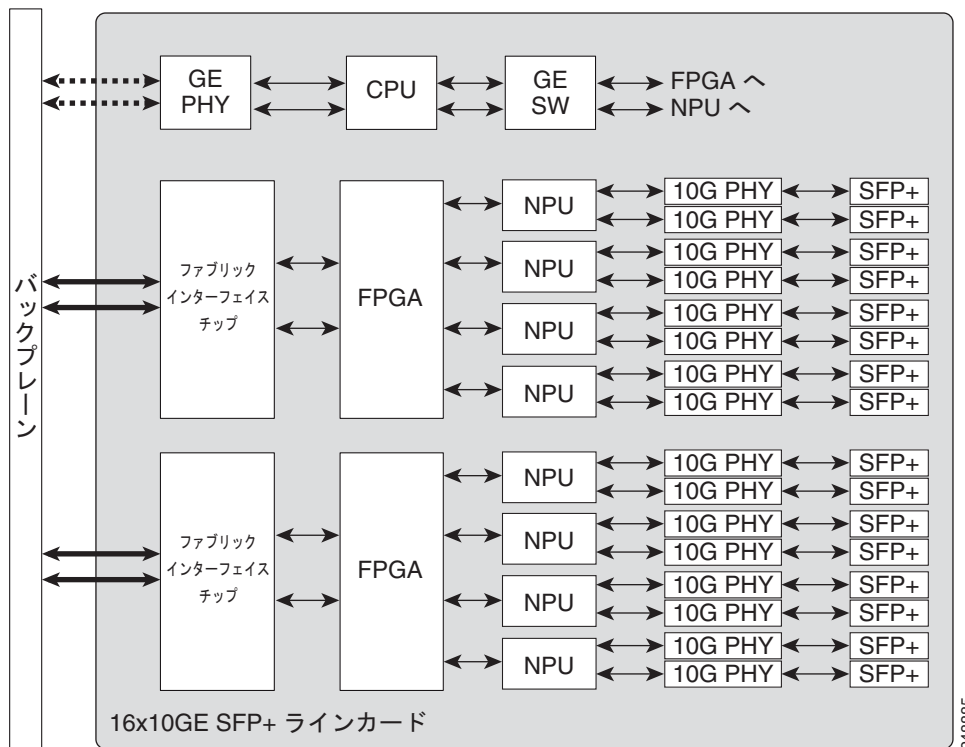 バックプレーン
GE
PHY
CPU
GE
SW
FPGA へ
NPU へ
ファブリック
インターフェイス
チップ
FPGA
NPU
10G PHY
SFP+
10G PHY
SFP+
NPU
10G PHY
SFP+
10G PHY
SFP+
NPU
10G PHY
SFP+
10G PHY
SFP+
NPU
10G PHY
SFP+
10G PHY
SFP+
ファブリック
インターフェイス
チップ
FPGA
NPU
10G PHY
SFP+
10G PHY
SFP+
NPU
10G PHY
SFP+
10G PHY
SFP+
NPU
10G PHY
SFP+
10G PHY
SFP+
NPU
10G PHY
SFP+
10G PHY
SFP+
16x10GE SFP+ ラインカード